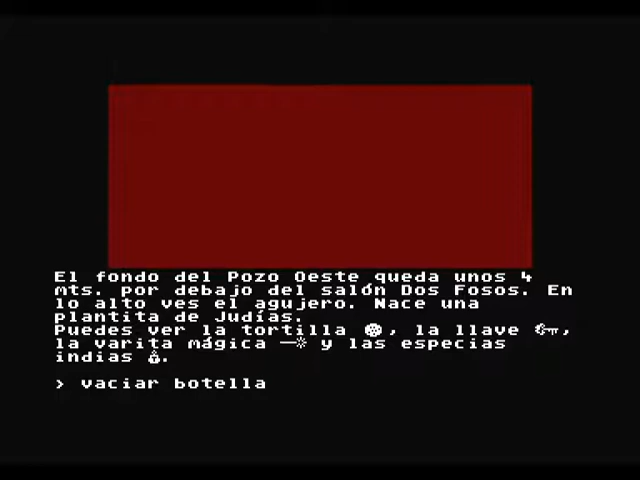 El fondo del Pozo Oeste queda unos 4
mts. por debajo del salón Dos Fosos. En
lo alto ves el agujero. Nace una
plantita de Judías.
Puedes ver la tortilla , la llave ,
la varita mágica y las especias
indias .
> vaciar botella